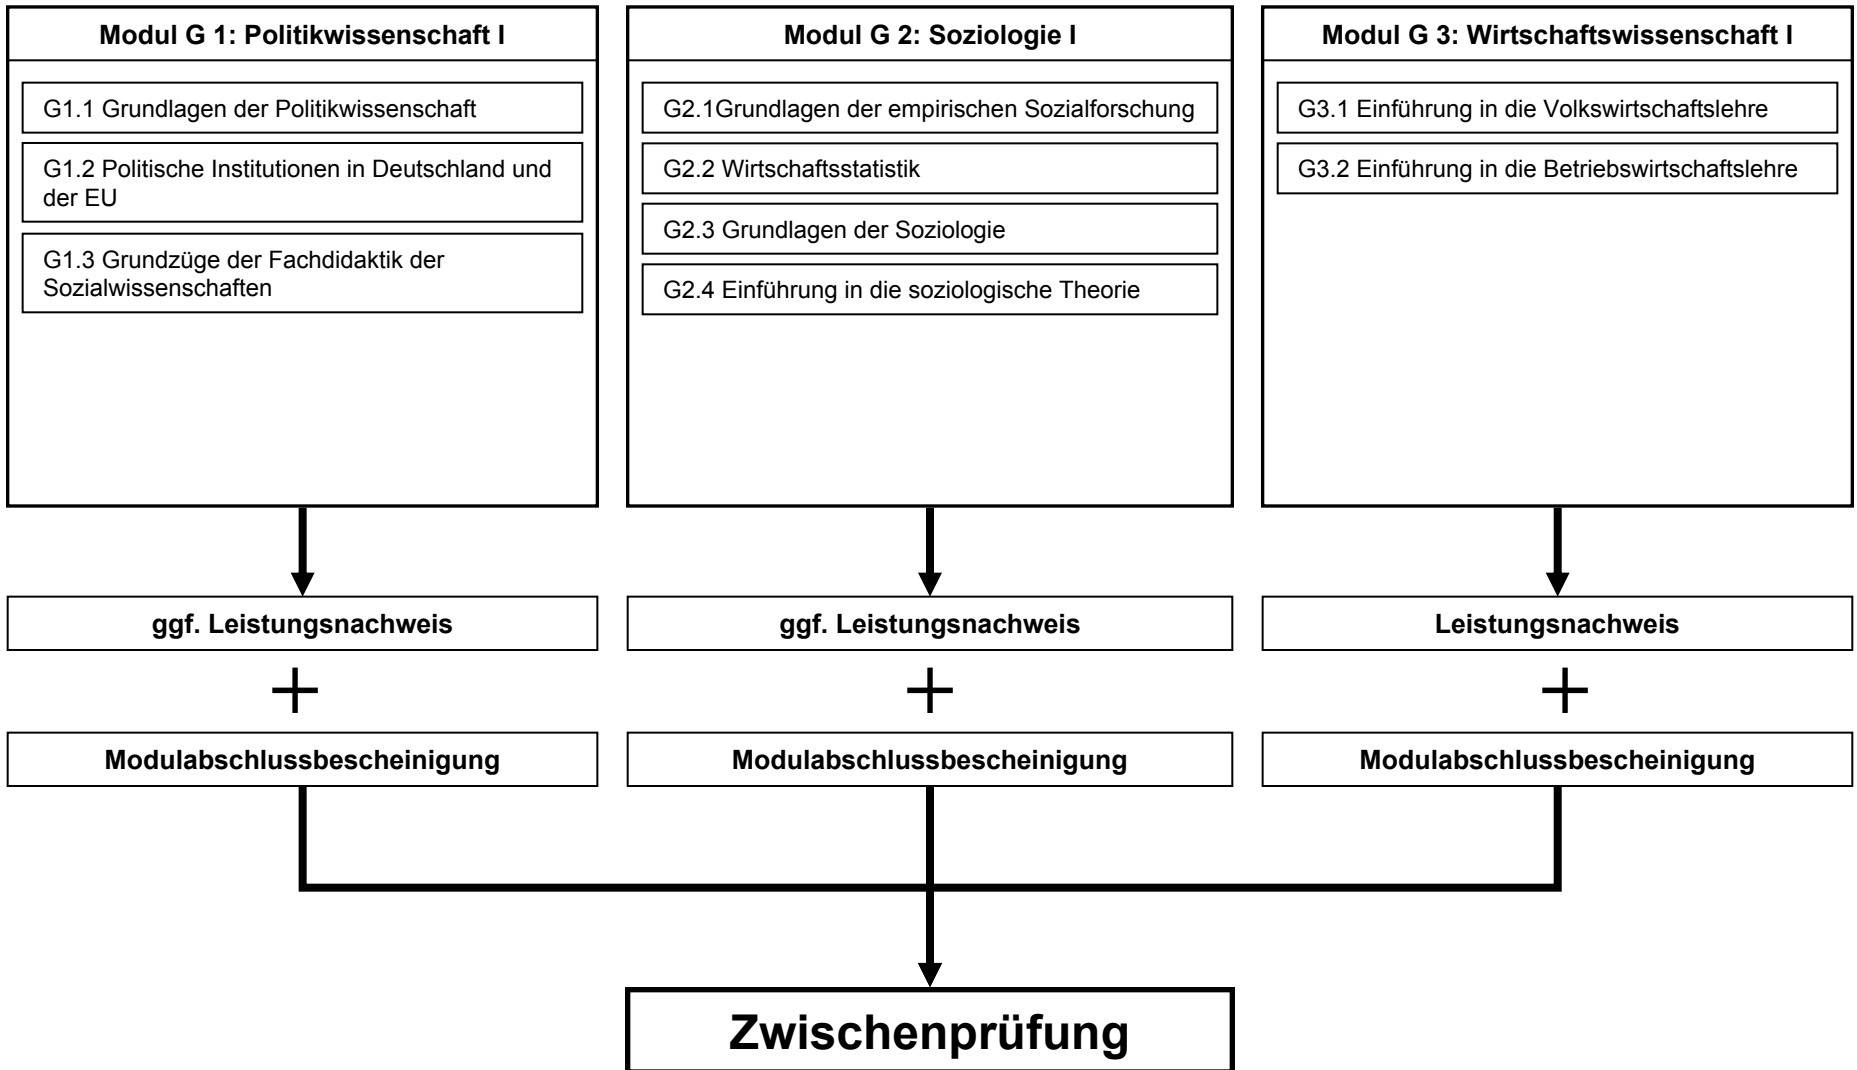 Modul G 1: Politikwissenschaft I
G1.1 Grundlagen der Politikwissenschaft
G1.2 Politische Institutionen in Deutschland und
der EU
G1.3 Grundzüge der Fachdidaktik der
Sozialwissenschaften
Modul G 2: Soziologie I
G2.1Grundlagen der empirischen Sozialforschung
G2.2 Wirtschaftsstatistik
G2.3 Grundlagen der Soziologie
G2.4 Einführung in die soziologische Theorie
Modul G 3: Wirtschaftswissenschaft I
G3.1 Einführung in die Volkswirtschaftslehre
G3.2 Einführung in die Betriebswirtschaftslehre
ggf. Leistungsnachweis
ggf. Leistungsnachweis
Leistungsnachweis
+
+
+
Modulabschlussbescheinigung
Modulabschlussbescheinigung
Modulabschlussbescheinigung
Zwischenprüfung